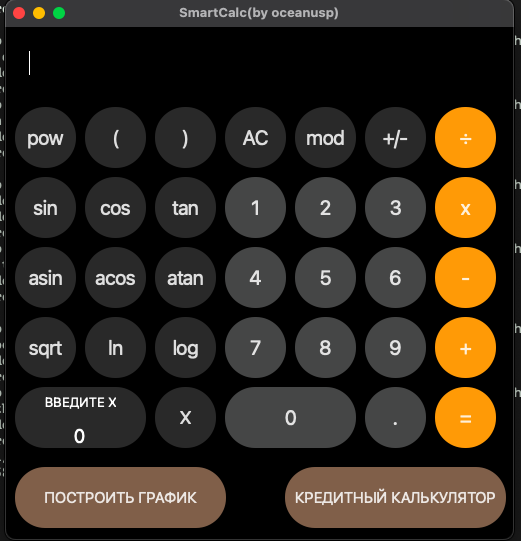 SmartCalc(by oceanusp)
pow ( ) AC mod +/- ÷
sin cos tan 1 2 3 x
asin acos atan 4 5 6 -
sqrt ln log 7 8 9 +
ВВЕДИТЕ X
0 X 0 . =
ПОСТРОИТЬ ГРАФИК КРЕДИТНЫЙ КАЛЬКУЛЯТОР